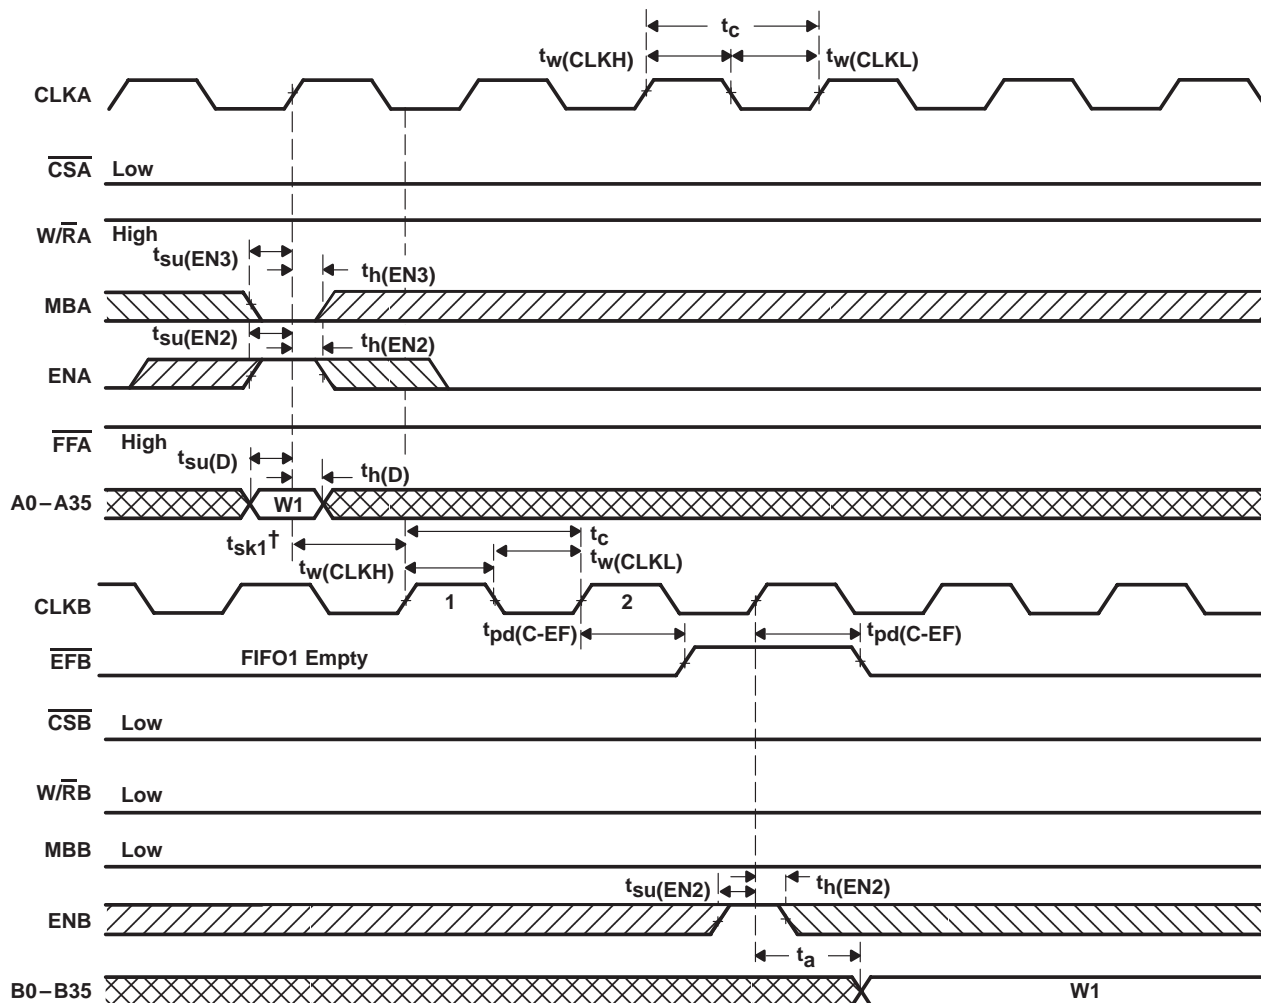 tc
tw(CLKH) tw(CLKL)
CLKA
CSA Low
W/RA High
tsu(EN3) th(EN3)
MBA
tsu(EN2) th(EN2)
ENA
FFA High
tsu(D) th(D)
A0–A35 W1
tsk1† tc
tw(CLKH) tw(CLKL)
CLKB 1 2
tpd(C-EF) tpd(C-EF)
EFB FIFO1 Empty
CSB Low
W/RB Low
MBB Low
tsu(EN2) th(EN2)
ENB
ta
B0–B35 W1